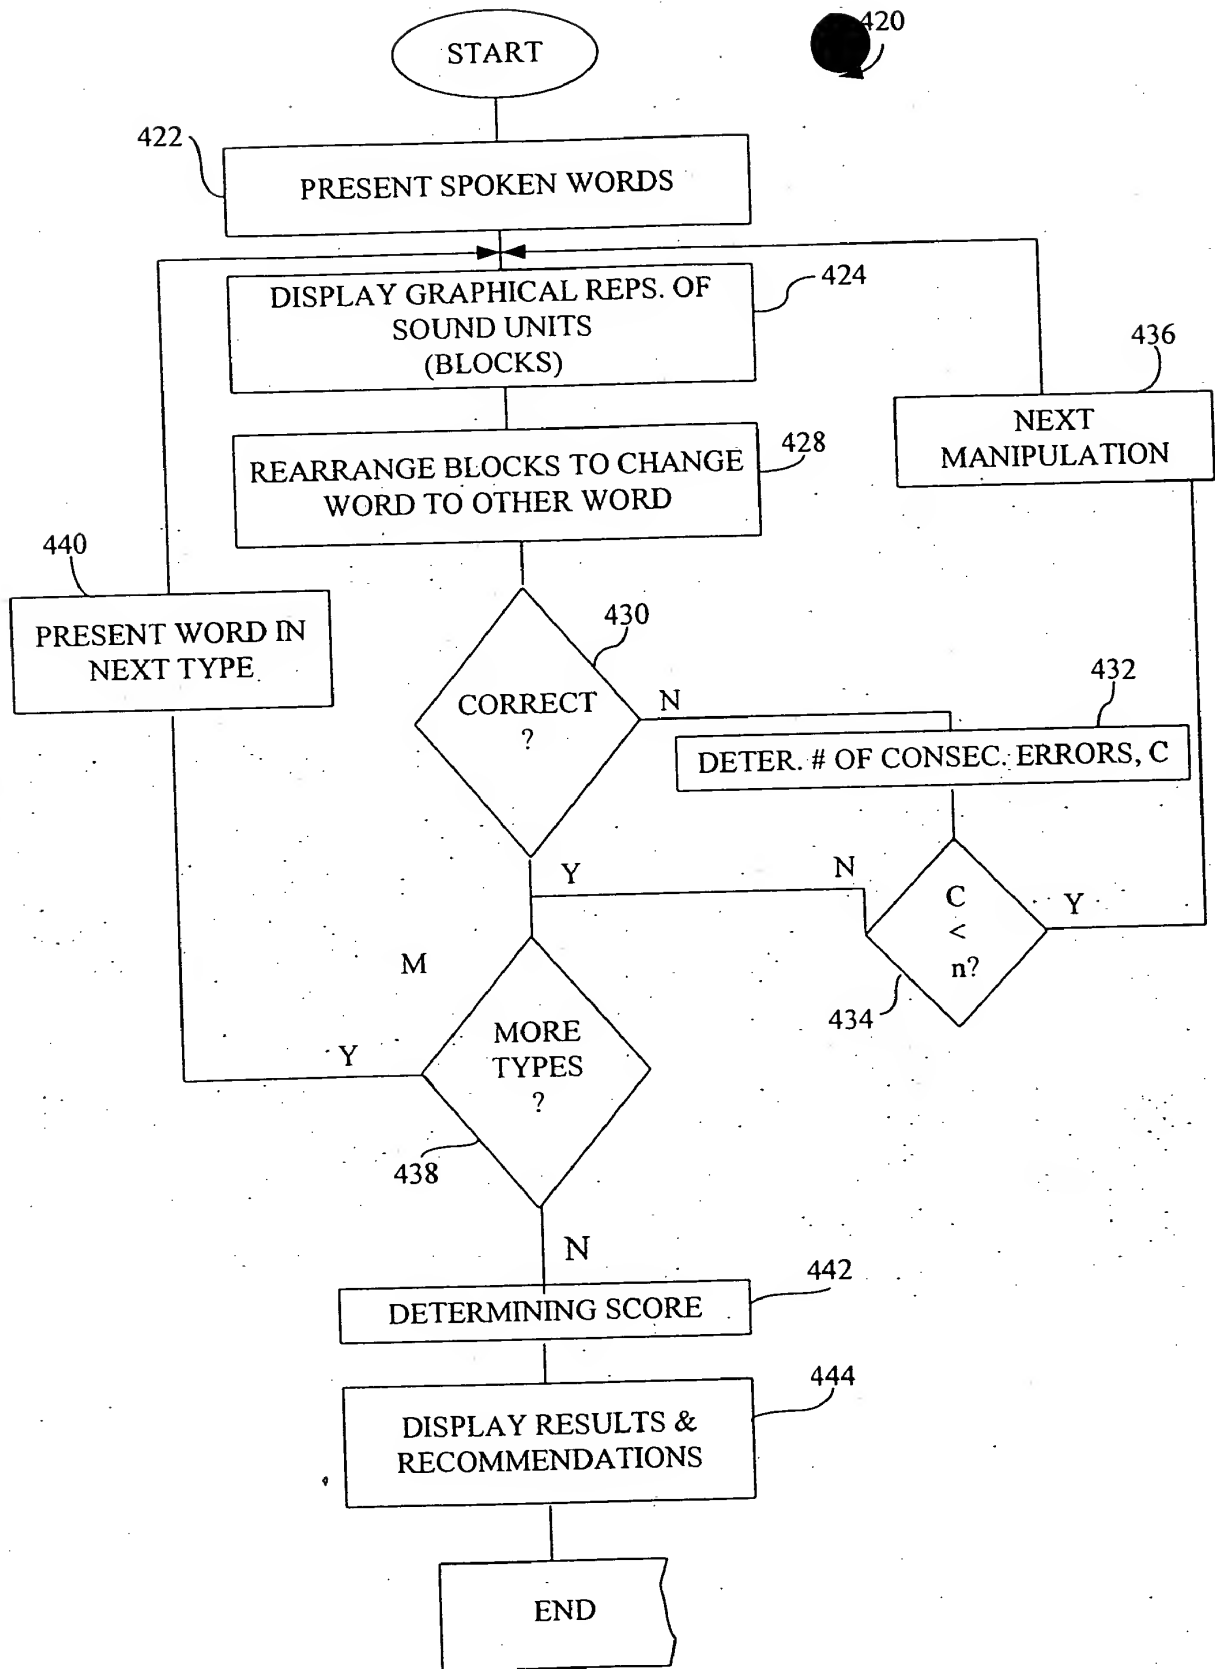 START
420
422
PRESENT SPOKEN WORDS
DISPLAY GRAPHICAL REPS. OF
SOUND UNITS
(BLOCKS)
424
436
NEXT
MANIPULATION
REARRANGE BLOCKS TO CHANGE
WORD TO OTHER WORD
428
440
PRESENT WORD IN
NEXT TYPE
430
CORRECT
?
N
432
DETER. # OF CONSEC. ERRORS, C
Y
N
C
<
n?
Y
434
M
MORE
TYPES
?
Y
438
N
442
DETERMINING SCORE
444
DISPLAY RESULTS &
RECOMMENDATIONS
END